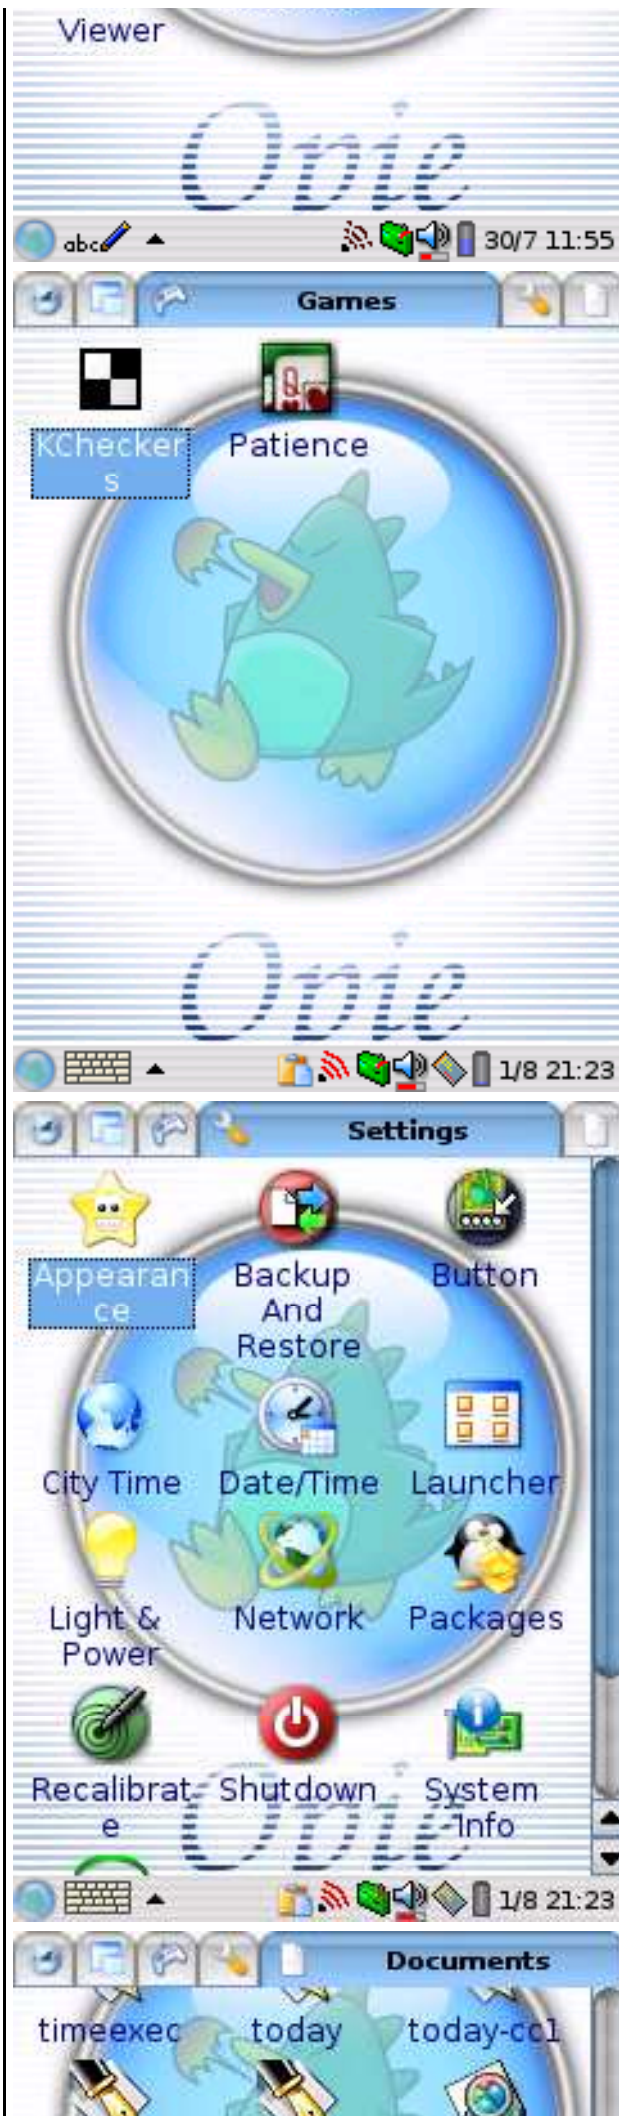 Viewer
Opie
abc
30/7 11:55
Games
KChecker
s
Patience
Opie
1/8 21:23
Settings
Appearan
ce
Backup
And
Restore
Button
City Time
Date/Time
Launcher
Light &
Power
Network
Packages
Recalibrat
e
Shutdown
System
Info
Opie
1/8 21:23
Documents
timeexec
today
today-cc1